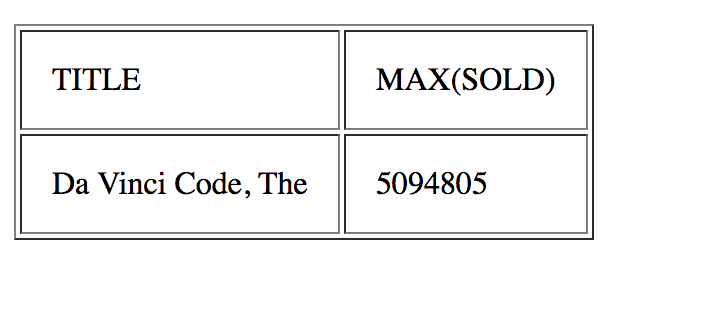 TITLE MAX(SOLD)
Da Vinci Code, The 5094805